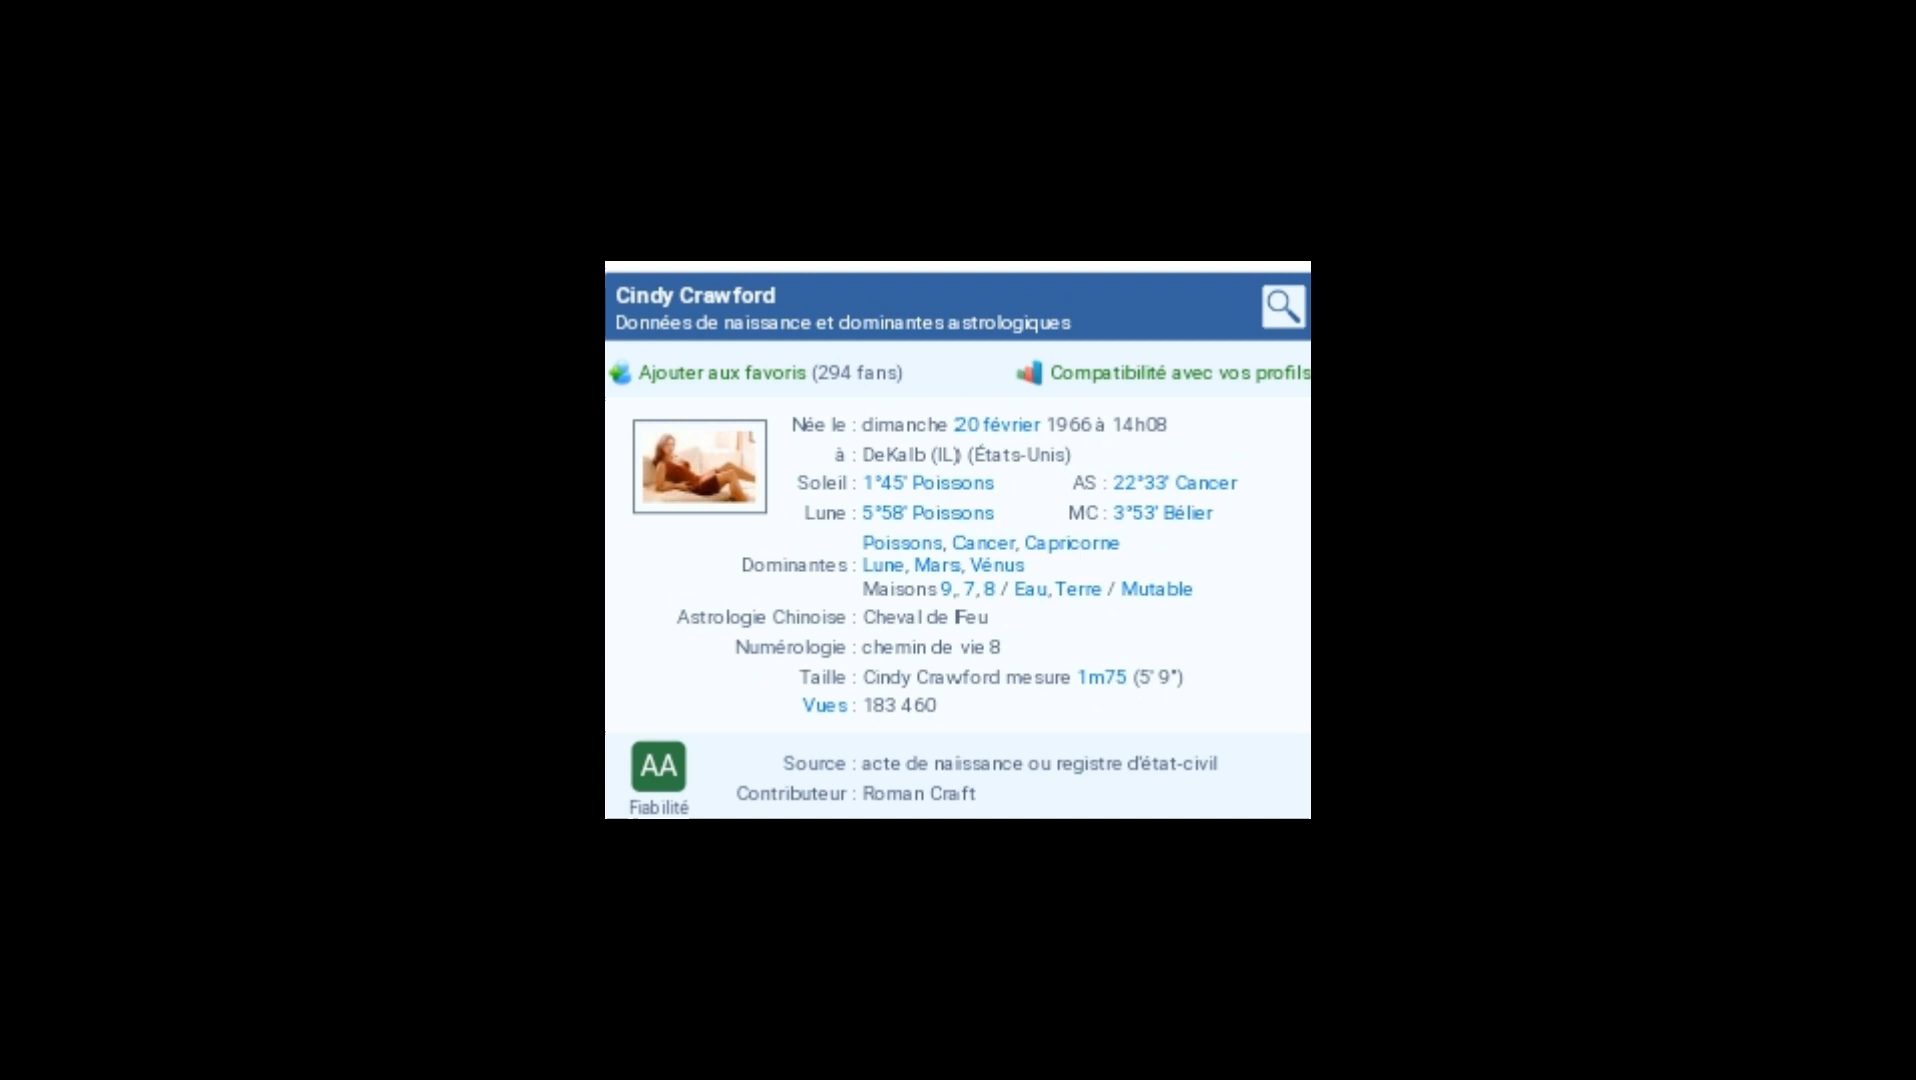 Cindy Crawford
Données de naissance et dominantes astrologiques
Ajouter aux favoris (294 fans) Compatibilité avec vos profils
Née le : dimanche 20 février 1966 à 14h08
à : DeKalb (IL) (États-Unis)
Soleil : 1°45' Poissons AS : 22°33' Cancer
Lune : 5°58' Poissons MC : 3°53' Bélier
Poissons, Cancer, Capricorne
Dominantes : Lune, Mars, Vénus
Maisons 9, 7, 8 / Eau, Terre / Mutable
Astrologie Chinoise : Cheval de Feu
Numérologie : chemin de vie 8
Taille : Cindy Crawford mesure 1m75 (5' 9")
Vues : 183 460
AA Source : acte de naissance ou registre d'état-civil
Contributeur : Roman Craft
Fiabilité